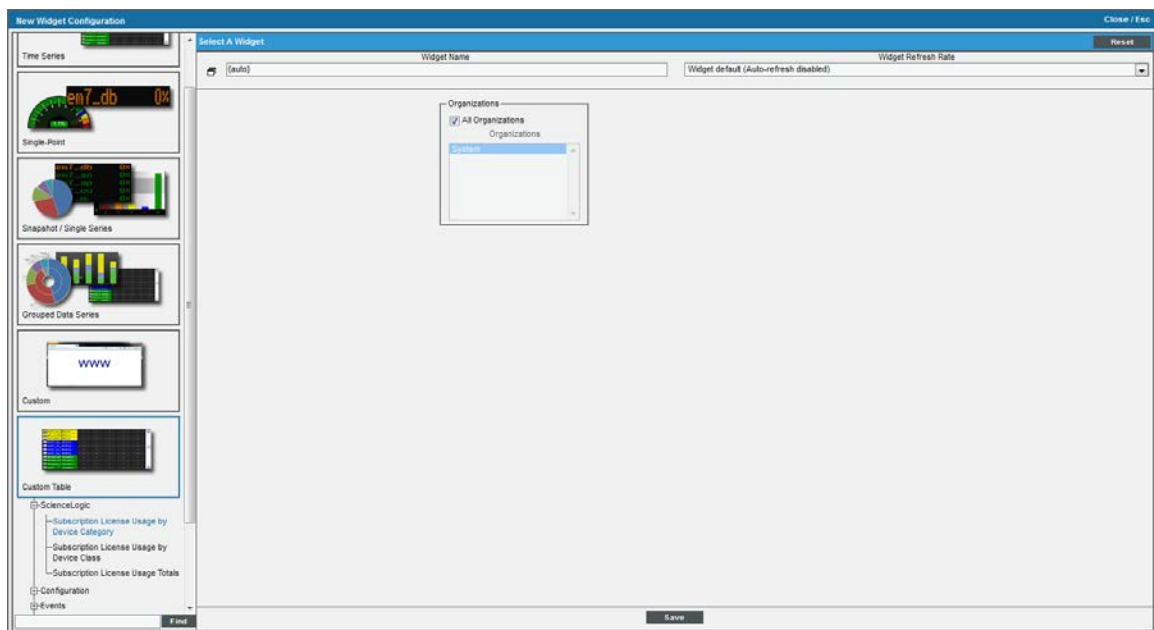 New Widget Configuration
Close / Esc
Time Series
Select A Widget
Reset
Widget Name
Widget Refresh Rate
{auto}
Widget default (Auto-refresh disabled)
Organizations
All Organizations
Organizations
System
em7_db 0%
Single-Point
em7_db 0%
Snapshot / Single Series
Grouped Data Series
www
Custom
Custom Table
ScienceLogic
Subscription License Usage by
Device Category
Subscription License Usage by
Device Class
Subscription License Usage Totals
Configuration
Events
Find
Save